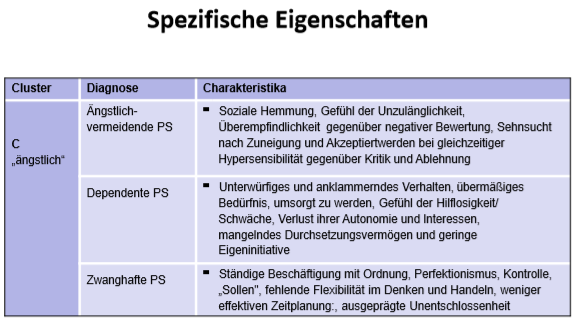 Spezifische Eigenschaften
Cluster Diagnose Charakteristika
C
„ängstlich“
Ängstlich-
vermeidende PS
▪ Soziale Hemmung, Gefühl der Unzulänglichkeit,
Überempfindlichkeit gegenüber negativer Bewertung, Sehnsucht
nach Zuneigung und Akzeptiertwerden bei gleichzeitiger
Hypersensibilität gegenüber Kritik und Ablehnung
Dependente PS
▪ Unterwürfiges und anklammerndes Verhalten, übermäßiges
Bedürfnis, umsorgt zu werden, Gefühl der Hilflosigkeit/
Schwäche, Verlust ihrer Autonomie und Interessen,
mangelndes Durchsetzungsvermögen und geringe
Eigeninitiative
Zwanghafte PS
▪ Ständige Beschäftigung mit Ordnung, Perfektionismus, Kontrolle,
„Sollen", fehlende Flexibilität im Denken und Handeln, weniger
effektiven Zeitplanung:, ausgeprägte Unentschlossenheit